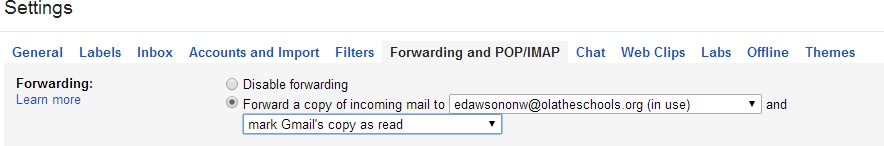 Settings
General Labels Inbox Accounts and Import Filters Forwarding and POP/IMAP Chat Web Clips Labs Offline Themes
Forwarding: Disable forwarding
Learn more Forward a copy of incoming mail to edawsononw@olatheschools.org (in use) and
mark Gmail's copy as read